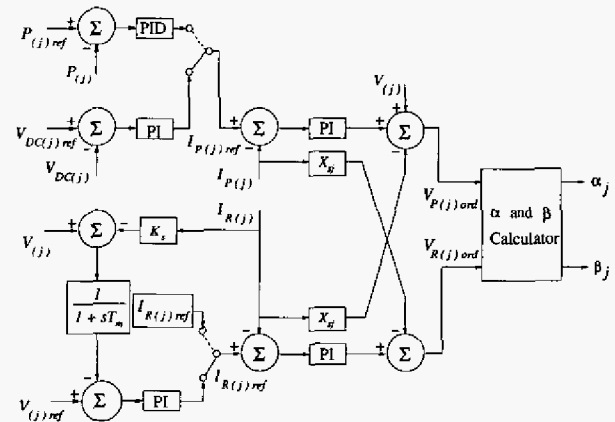 P(j) ref + Σ PID
-
P(j)
V(j)
VDC(j) ref + Σ PI
-
VDC(j)
IP(j) ref + Σ PI + Σ
-
+
-
IP(j)
Xsj
VP(j) ord
α and β
Calculator
αj
βj
IR(j)
V(j) + Σ - Ks
VR(j) ord
1
1 + sTm
IR(j) ref
Xsj
-
-
+ Σ PI + Σ
IR(j) ref
-
V(j) ref + Σ PI